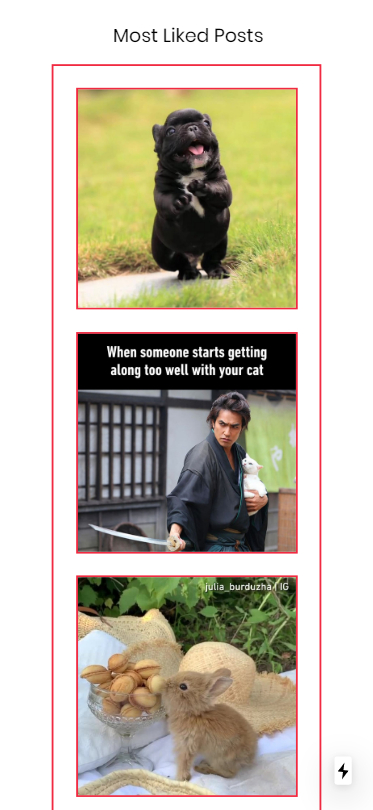 Most Liked Posts
When someone starts getting
along too well with your cat
julia_burduzha | IG